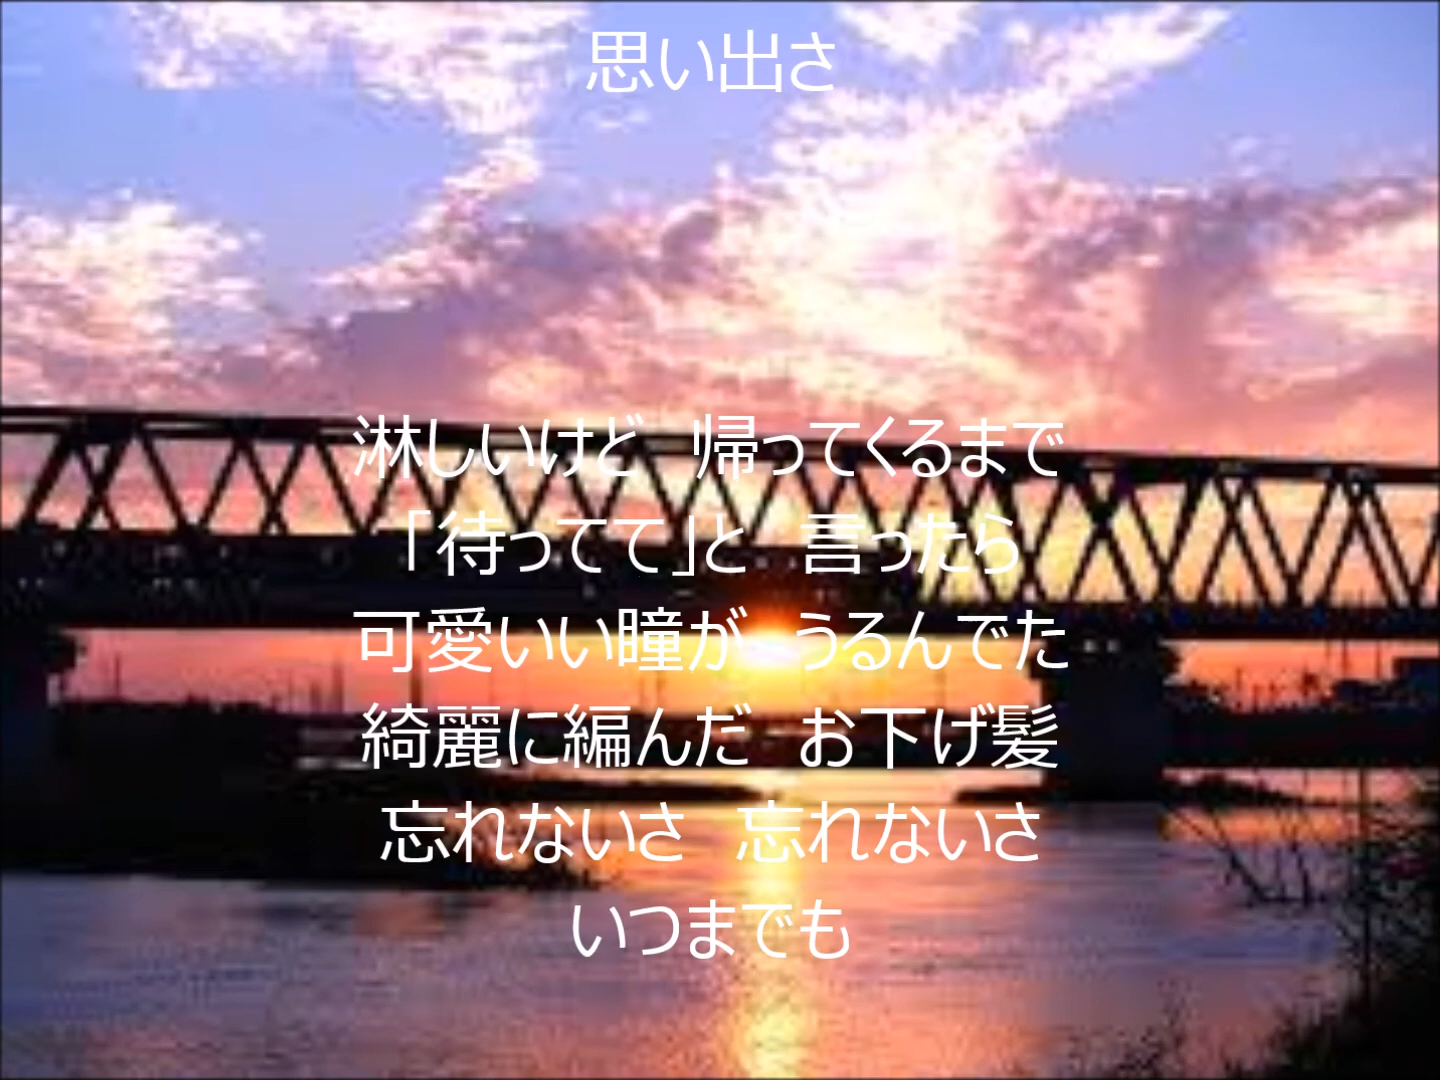 思い出さ
淋しいけど　帰ってくるまで
「待ってて」と　言ったら
可愛いい瞳が　うるんでた
綺麗に編んだ　お下げ髪
忘れないさ　忘れないさ
いつまでも